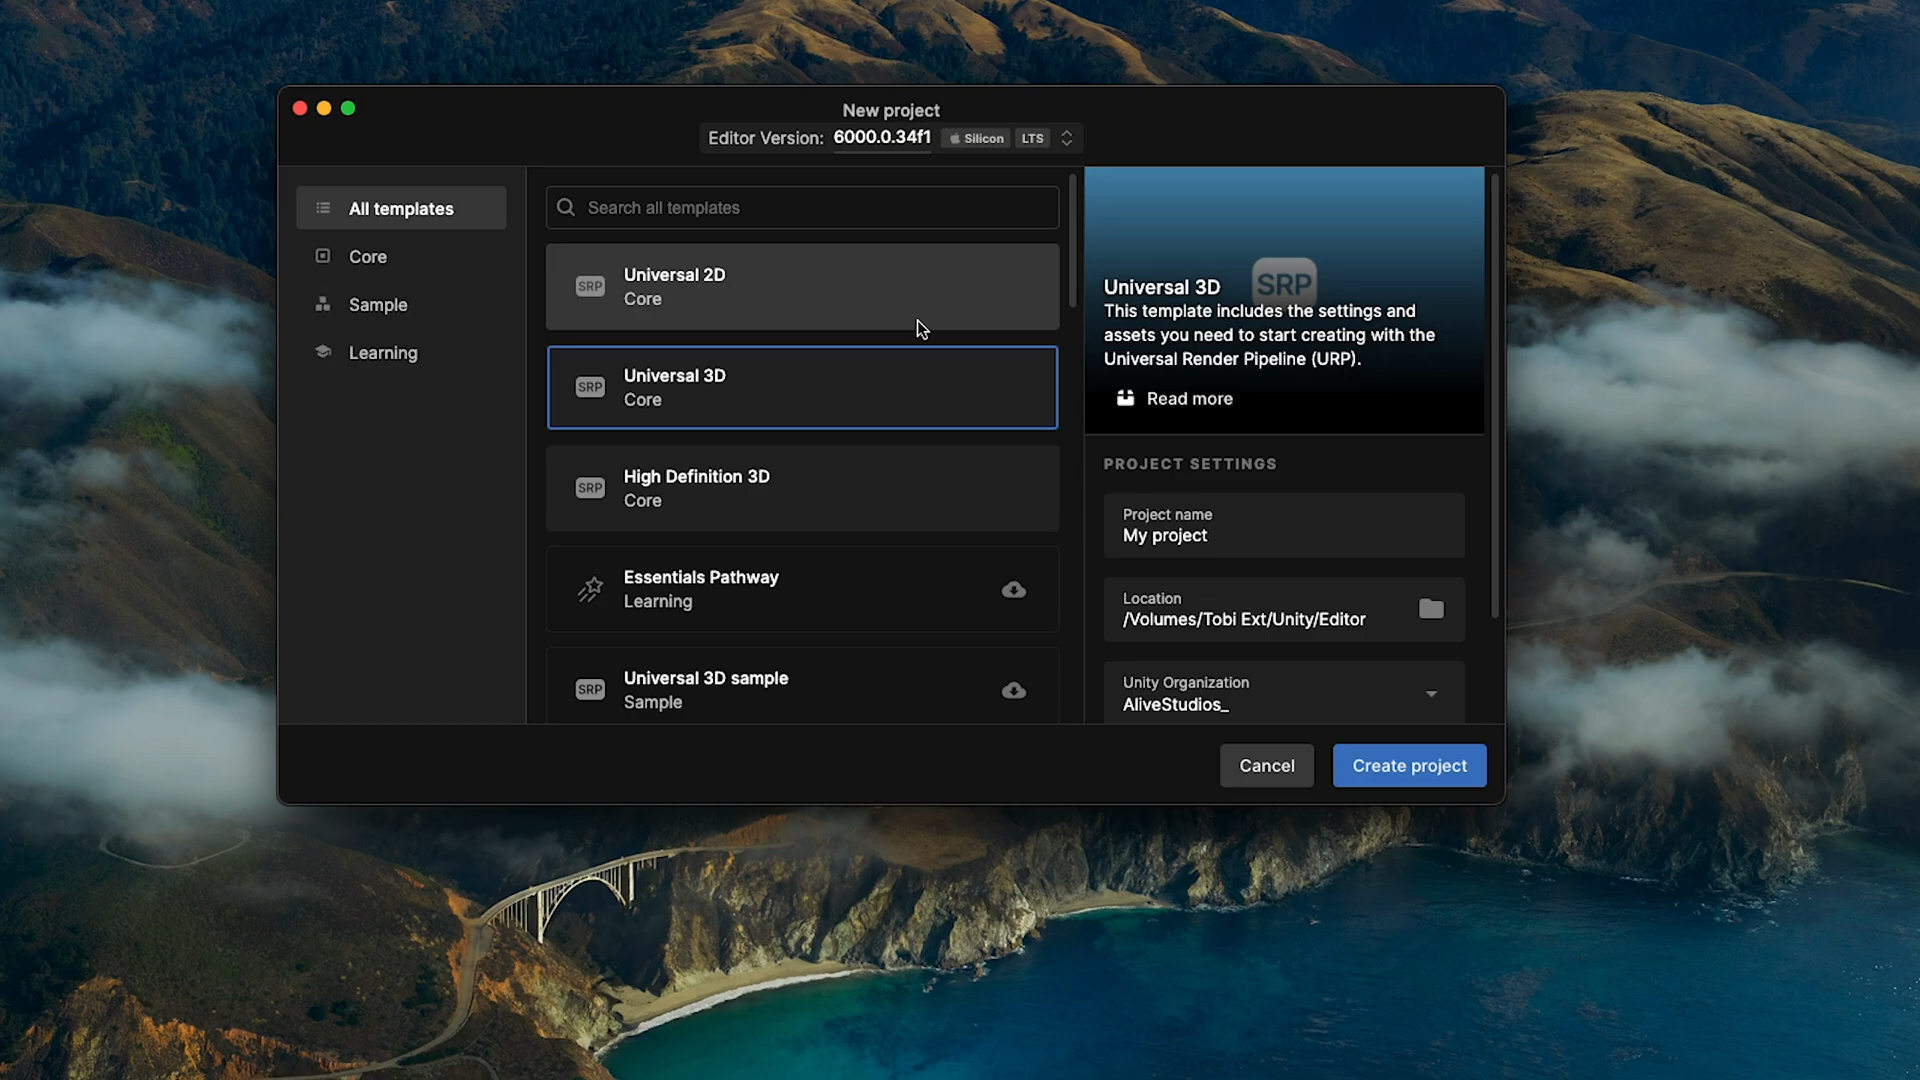 New project
Editor Version: 6000.0.34f1 Silicon LTS
All templates
Core
Sample
Learning
Search all templates
SRP
Universal 2D
Core
SRP
Universal 3D
Core
SRP
High Definition 3D
Core
Essentials Pathway
Learning
SRP
Universal 3D sample
Sample
SRP
Universal 3D
This template includes the settings and
assets you need to start creating with the
Universal Render Pipeline (URP).
Read more
PROJECT SETTINGS
Project name
My project
Location
/Volumes/Tobi Ext/Unity/Editor
Unity Organization
AliveStudios_
Cancel
Create project